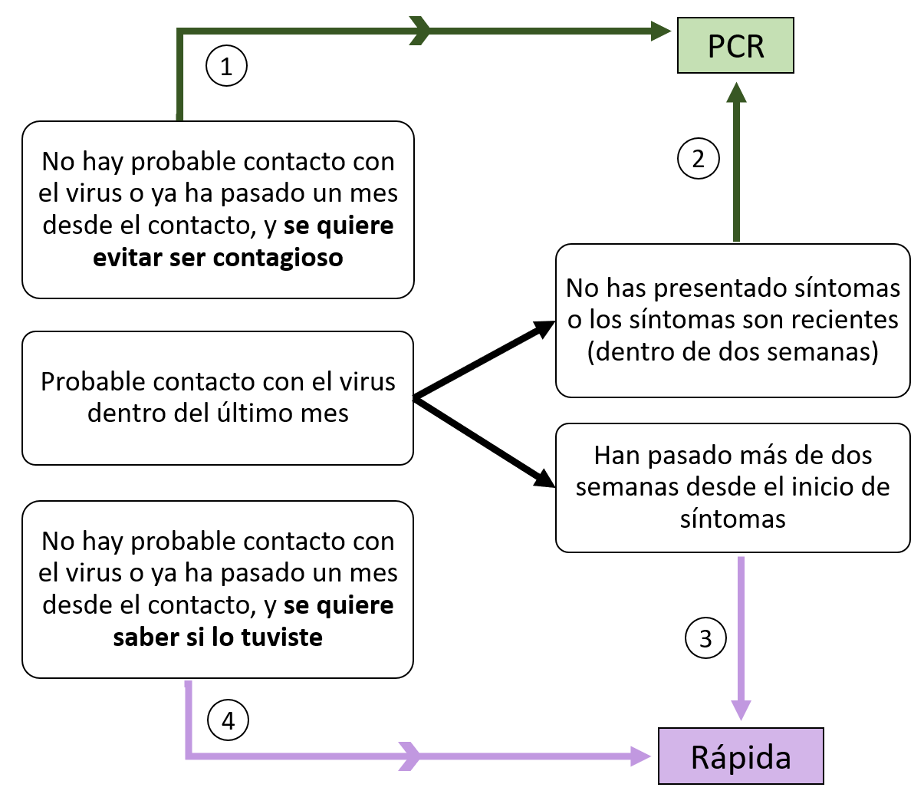 PCR
1
No hay probable contacto con
el virus o ya ha pasado un mes
desde el contacto, y se quiere
evitar ser contagioso
2
No has presentado síntomas
o los síntomas son recientes
(dentro de dos semanas)
Probable contacto con el virus
dentro del último mes
Han pasado más de dos
semanas desde el inicio de
síntomas
No hay probable contacto con
el virus o ya ha pasado un mes
desde el contacto, y se quiere
saber si lo tuviste
3
4
Rápida